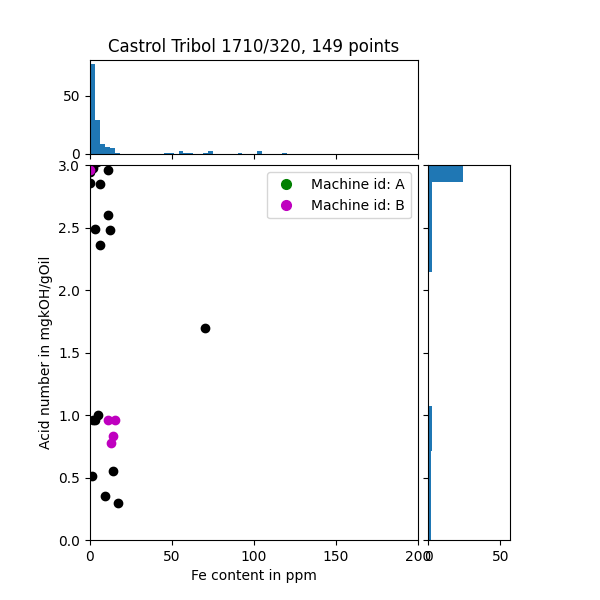 Castrol Tribol 1710/320, 149 points
50
0
3.0
2.5
2.0
1.5
1.0
0.5
0.0
Acid number in mgkOH/gOil
Machine id: A
Machine id: B
0 50 100 150 200
0 50
Fe content in ppm